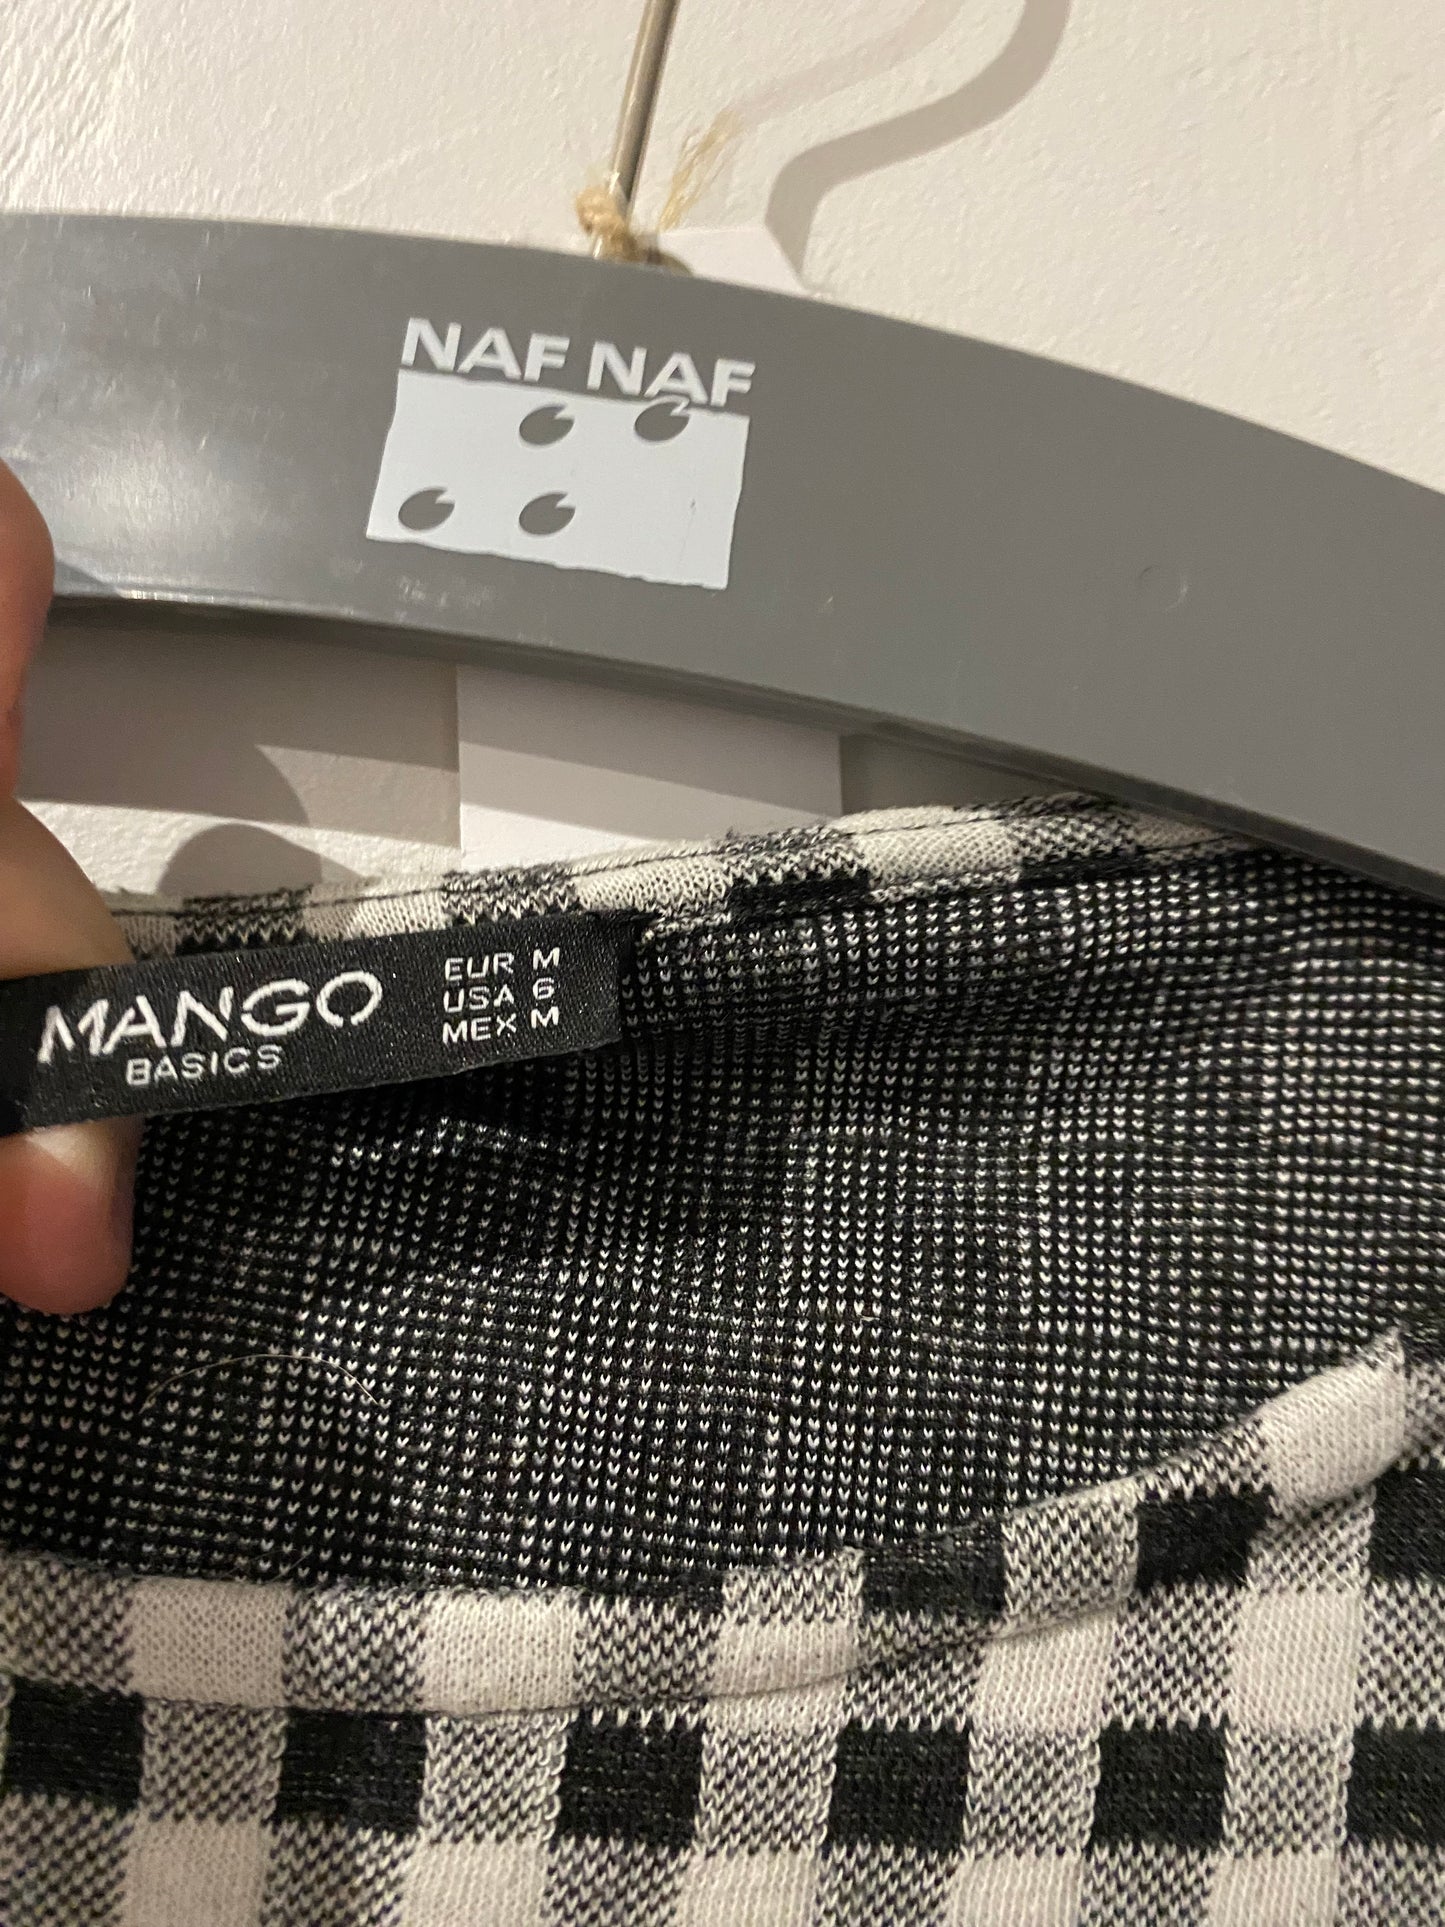 NAF NAF
MANGO
BASICS
EUR M
USA 6
MEX M